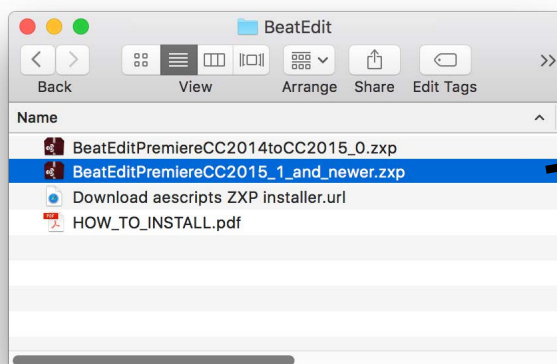 BeatEdit
Back View Arrange Share Edit Tags
Name
BeatEditPremiereCC2014toCC2015_0.zxp
BeatEditPremiereCC2015_1_and_newer.zxp
Download aescripts ZXP installer.url
HOW_TO_INSTALL.pdf